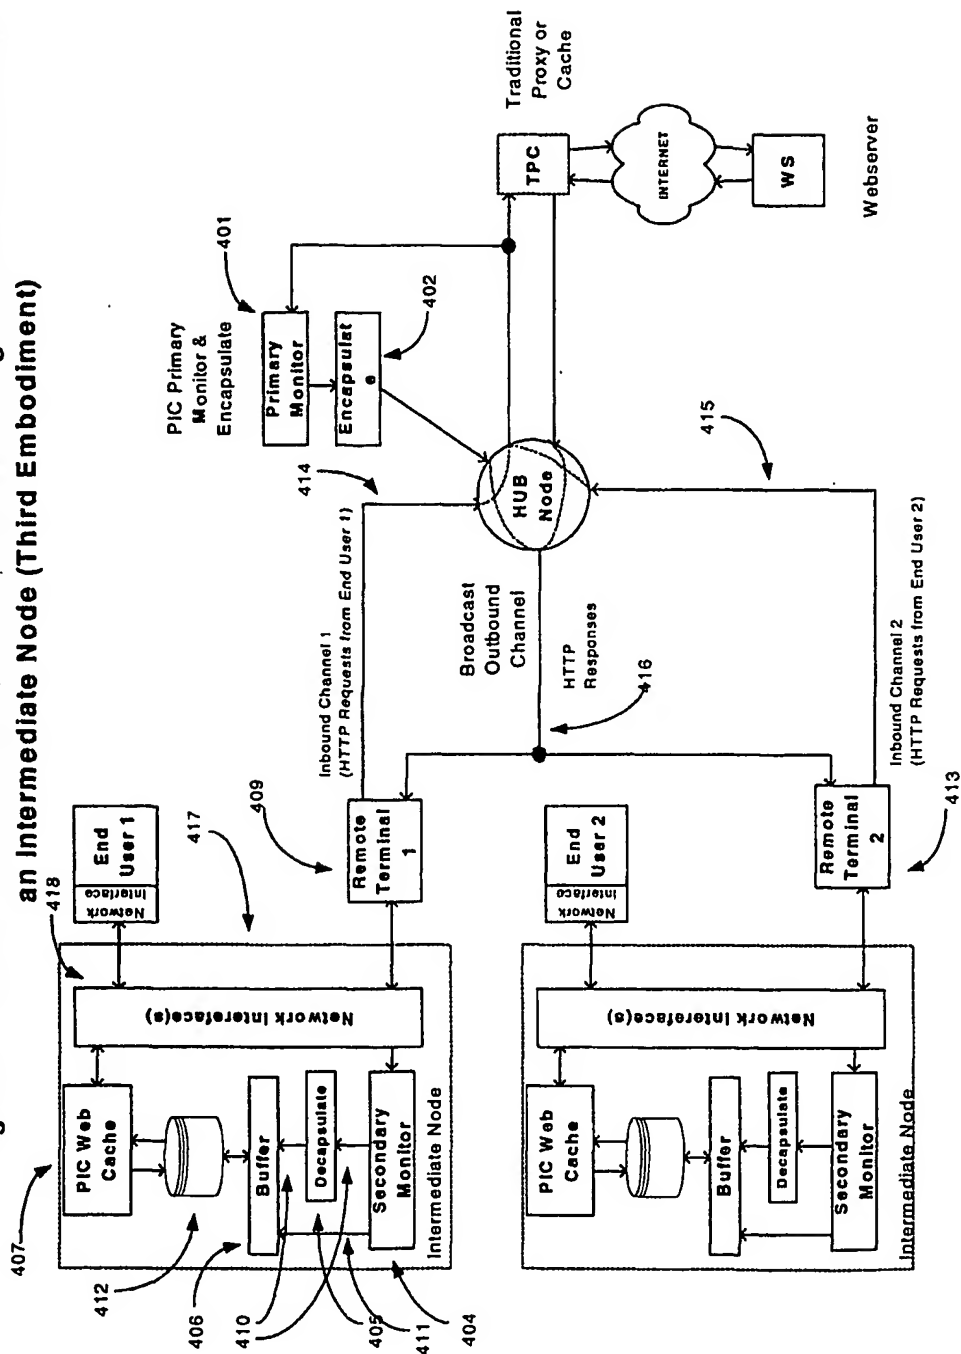 an Intermediate Node (Third Embodiment)
407
PIC Web
Cache
412
406
410
405
411
404
Buffer
Decapsulate
Secondary
Monitor
Intermediate Node
418
Network Intereface(s)
417
Network
Interface
End
User 1
409
Remote
Terminal
1
Inbound Channel 1
(HTTP Requests from End User 1)
414
PIC Primary
Monitor &
Encapsulate
401
Primary
Monitor
Encapsulat
e
402
Broadcast
Outbound
Channel
HTTP
Responses
416
HUB
Node
TPC
Traditional
Proxy or
Cache
INTERNET
WS
Webserver
415
Inbound Channel 2
(HTTP Requests from End User 2)
PIC Web
Cache
Buffer
Decapsulate
Secondary
Monitor
Intermediate Node
Network Intereface(s)
Network
Interface
End
User 2
Remote
Terminal
2
413